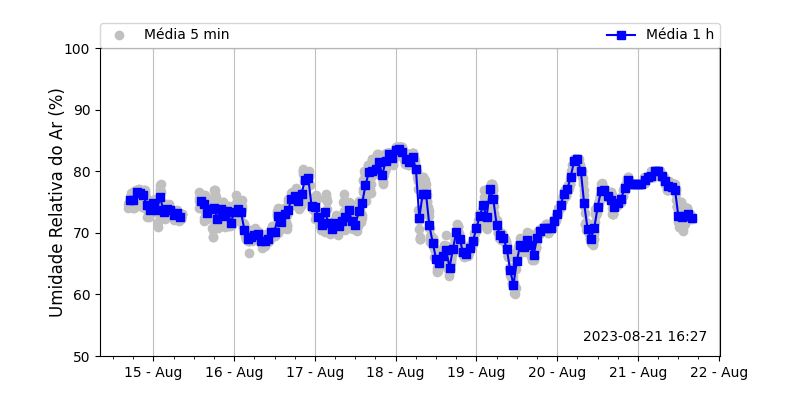 Média 5 min
Média 1 h
Umidade Relativa do Ar (%)
100
90
80
70
60
50
2023-08-21 16:27
15 - Aug
16 - Aug
17 - Aug
18 - Aug
19 - Aug
20 - Aug
21 - Aug
22 - Aug